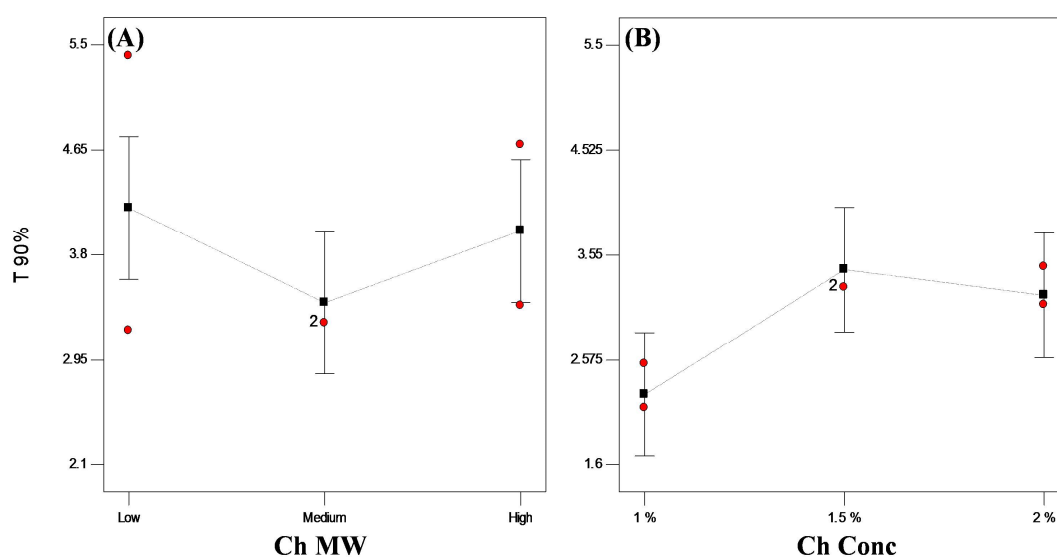 (A)
5.5
4.65
3.8
2.95
2.1
T 90%
2
Low Medium High
Ch MW
(B)
5.5
4.525
3.55
2.575
1.6
2
1 % 1.5 % 2 %
Ch Conc